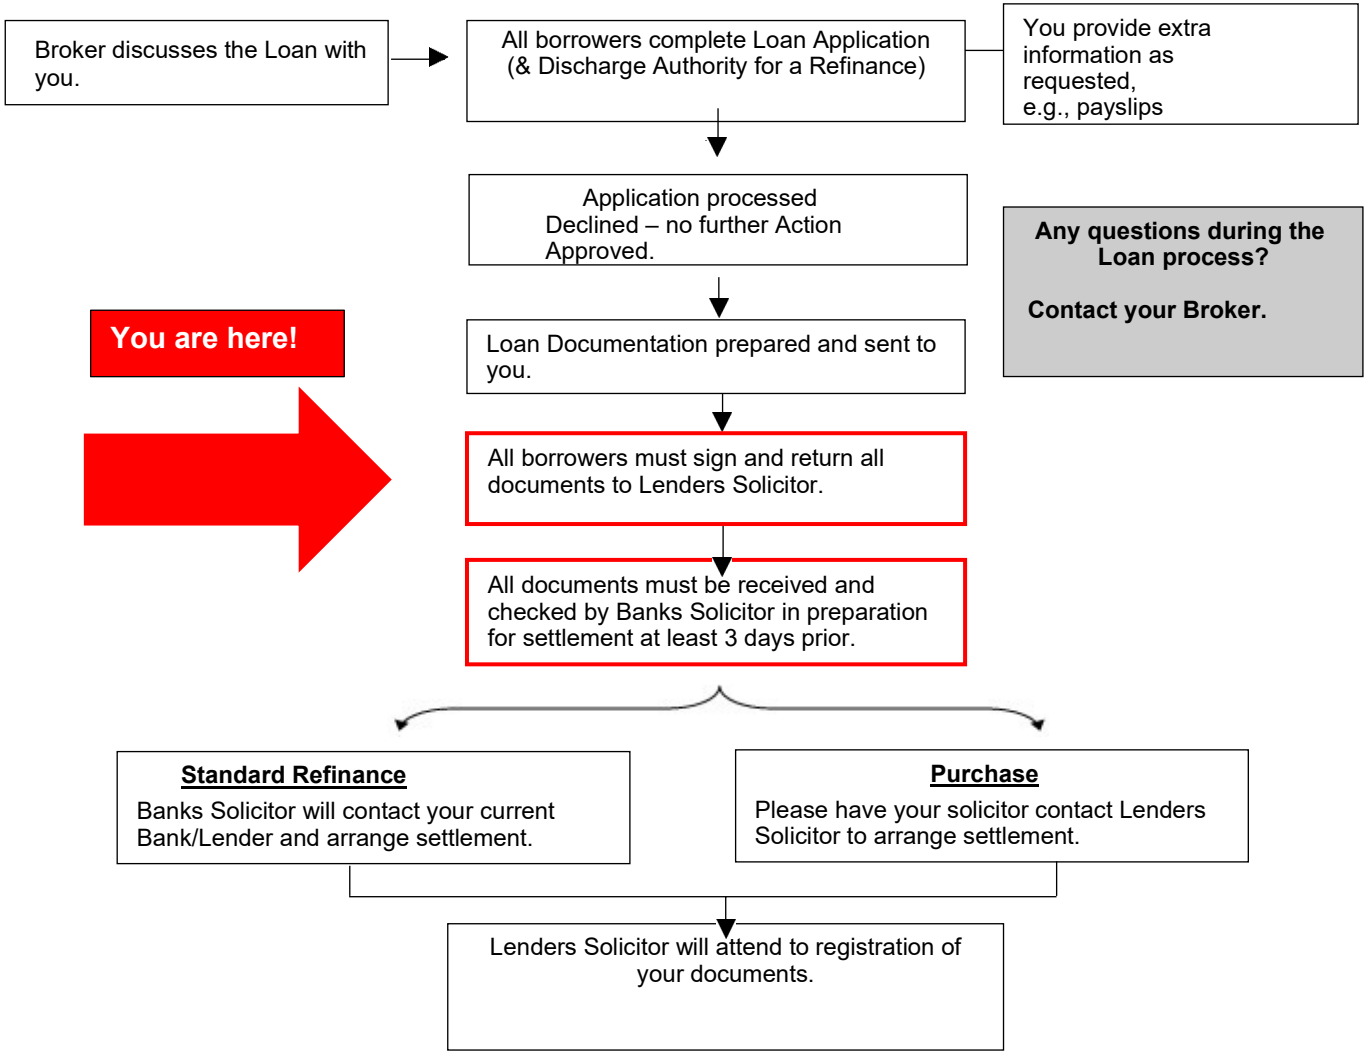 Broker discusses the Loan with
you.
All borrowers complete Loan Application
(& Discharge Authority for a Refinance)
You provide extra
information as
requested,
e.g., payslips
Application processed
Declined – no further Action
Approved.
Any questions during the
Loan process?
Contact your Broker.
You are here!
Loan Documentation prepared and sent to
you.
All borrowers must sign and return all
documents to Lenders Solicitor.
All documents must be received and
checked by Banks Solicitor in preparation
for settlement at least 3 days prior.
Standard Refinance
Banks Solicitor will contact your current
Bank/Lender and arrange settlement.
Purchase
Please have your solicitor contact Lenders
Solicitor to arrange settlement.
Lenders Solicitor will attend to registration of
your documents.